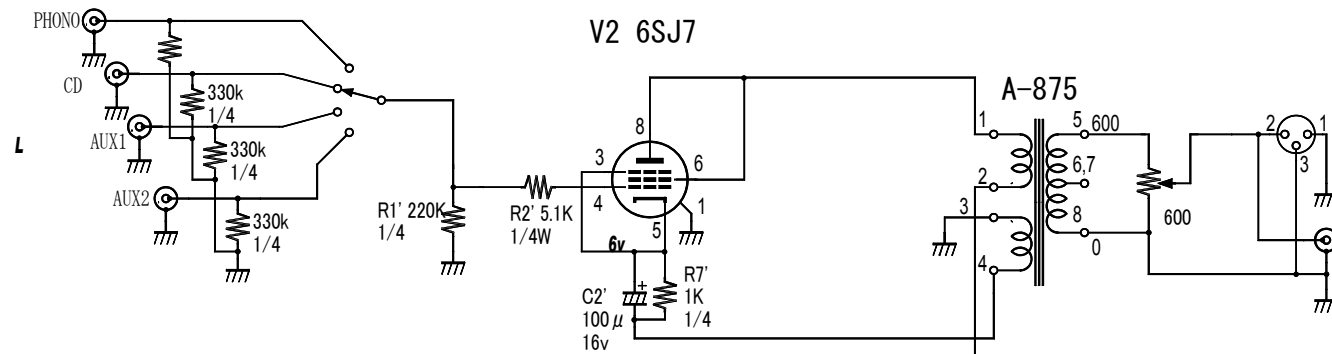 PHONO
V2 6SJ7
CD
330k
1/4
A-875
8
1
5
600
2
1
L
AUX1
330k
1/4
3
6
6,7
3
4
2
AUX2
1
3
8
600
R1' 220K
1/4
R2' 5.1K
1/4W
5
0
330k
1/4
6v
4
+
C2'
100μ
16v
R7'
1K
1/4